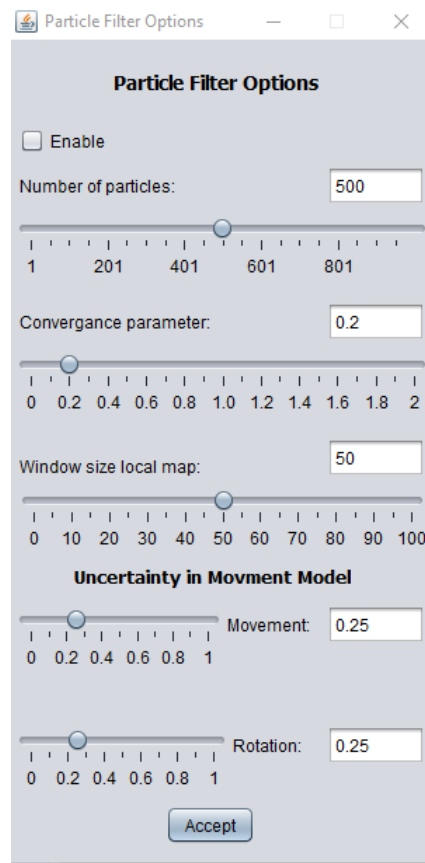 Particle Filter Options
Particle Filter Options
Enable
Number of particles: 500
1 201 401 601 801
Convergance parameter: 0.2
0 0.2 0.4 0.6 0.8 1.0 1.2 1.4 1.6 1.8 2
Window size local map: 50
0 10 20 30 40 50 60 70 80 90 100
Uncertainty in Movment Model
Movement: 0.25
0 0.2 0.4 0.6 0.8 1
Rotation: 0.25
0 0.2 0.4 0.6 0.8 1
Accept